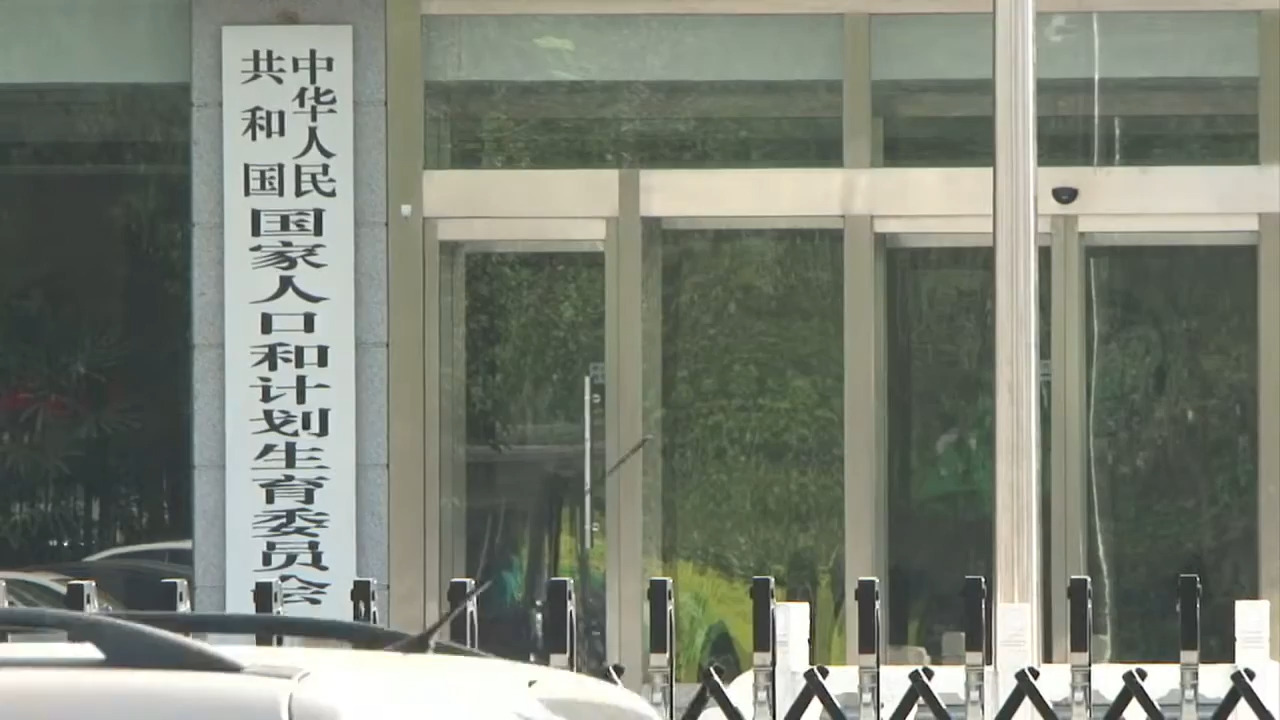 中华人民
共和国
国家人口和计划生育委员会